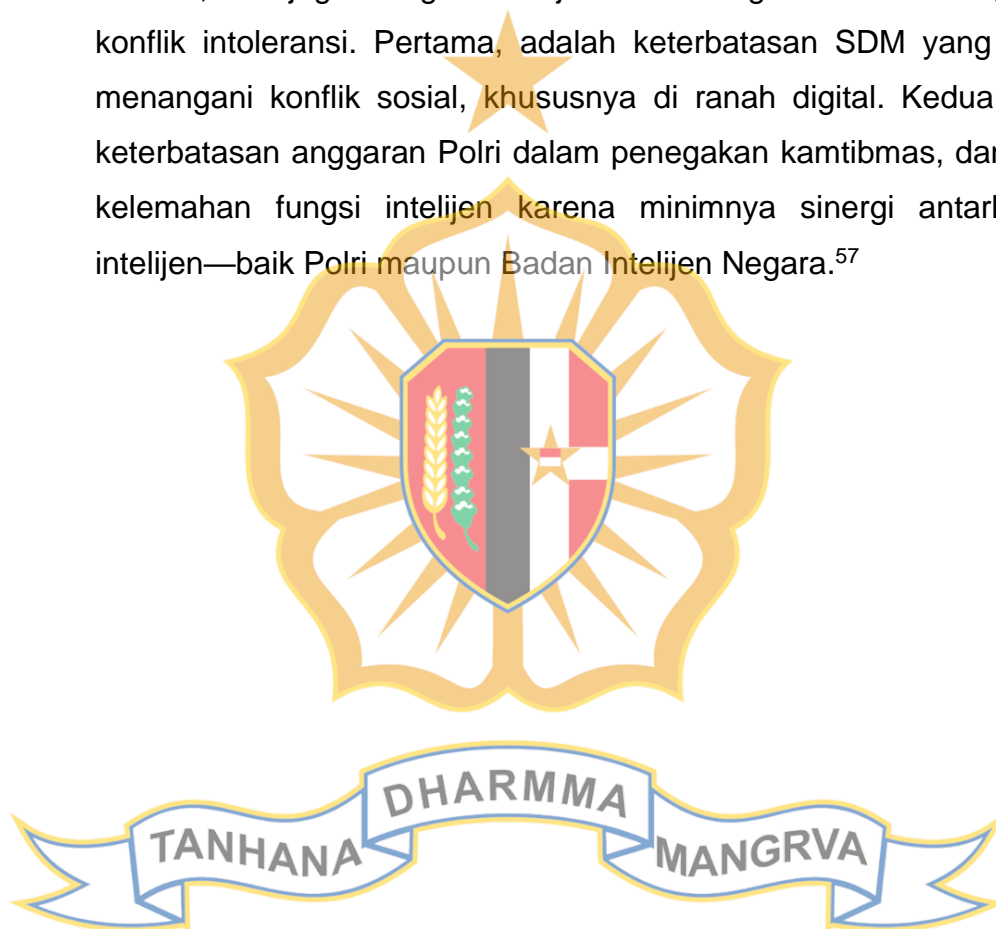 konflik intoleransi. Pertama, adalah keterbatasan SDM yang
menangani konflik sosial, khususnya di ranah digital. Kedua
keterbatasan anggaran Polri dalam penegakan kamtibmas, dan
kelemahan fungsi intelijen karena minimnya sinergi
intelijen—baik Polri maupun Badan Intelijen Negara.⁵⁷
DHARMMA
TANHANA MANGRVA